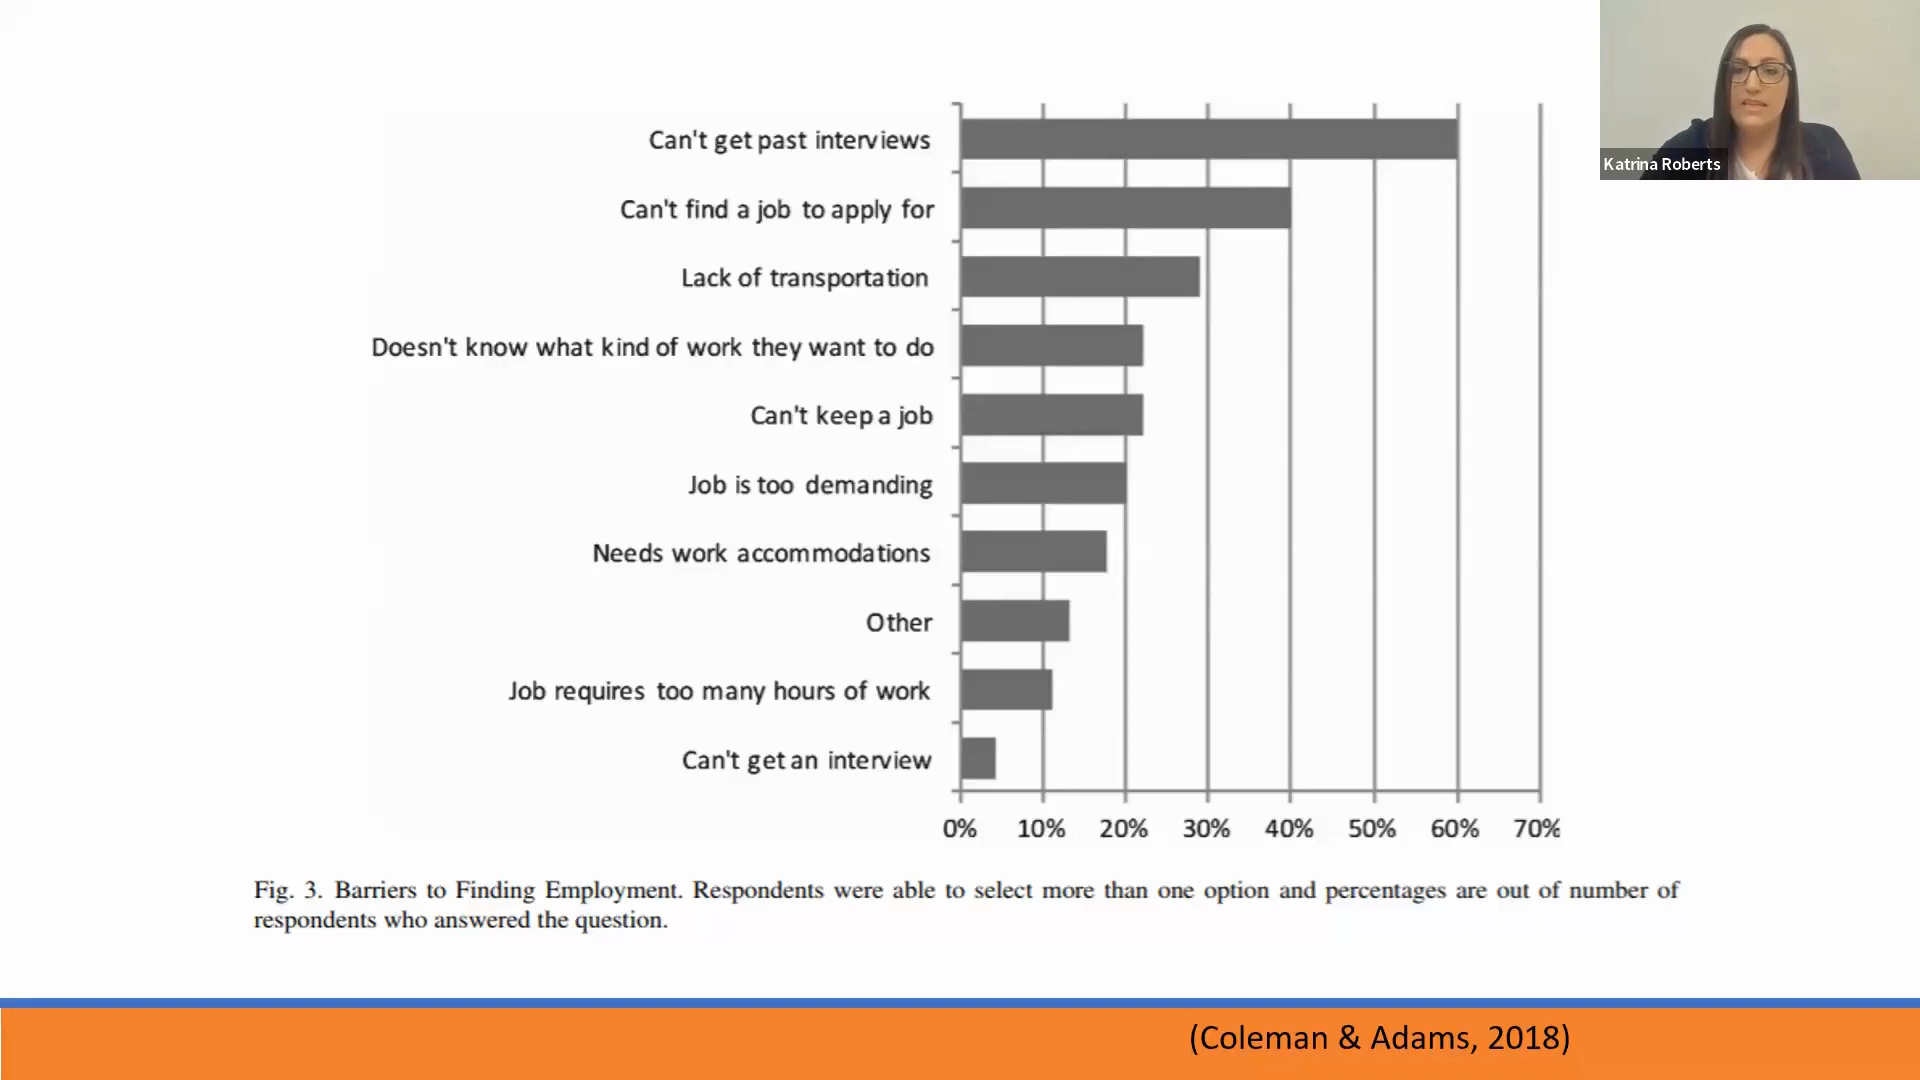 Can't get past interviews
Can't find a job to apply for
Lack of transportation
Doesn't know what kind of work they want to do
Can't keep a job
Job is too demanding
Needs work accommodations
Other
Job requires too many hours of work
Can't get an interview
0% 10% 20% 30% 40% 50% 60% 70%
Fig. 3. Barriers to Finding Employment. Respondents were able to select more than one option and percentages are out of number of
respondents who answered the question.
(Coleman & Adams, 2018)
Katrina Roberts